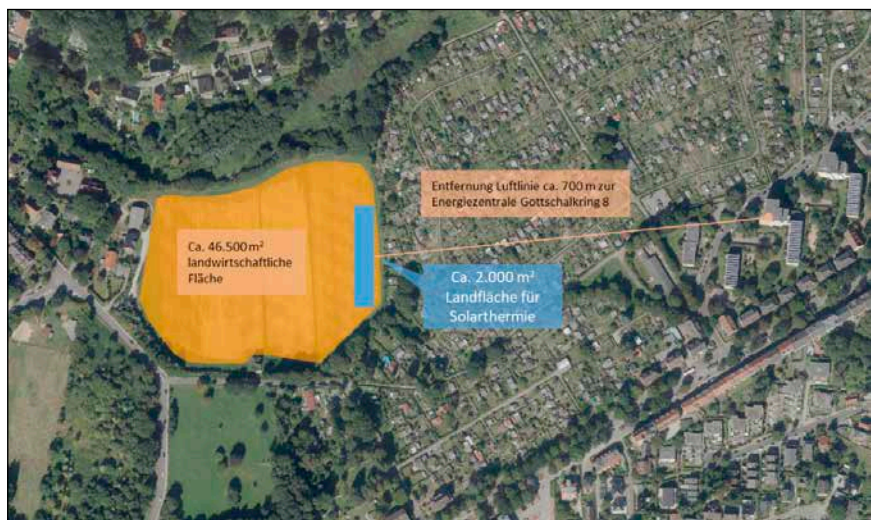 Entfernung Luftlinie ca. 700 m zur
Energiezentrale Gottschalkring 8
Ca. 46.500 m²
landwirtschaftliche
Fläche
Ca. 2.000 m²
Landfläche für
Solarthermie